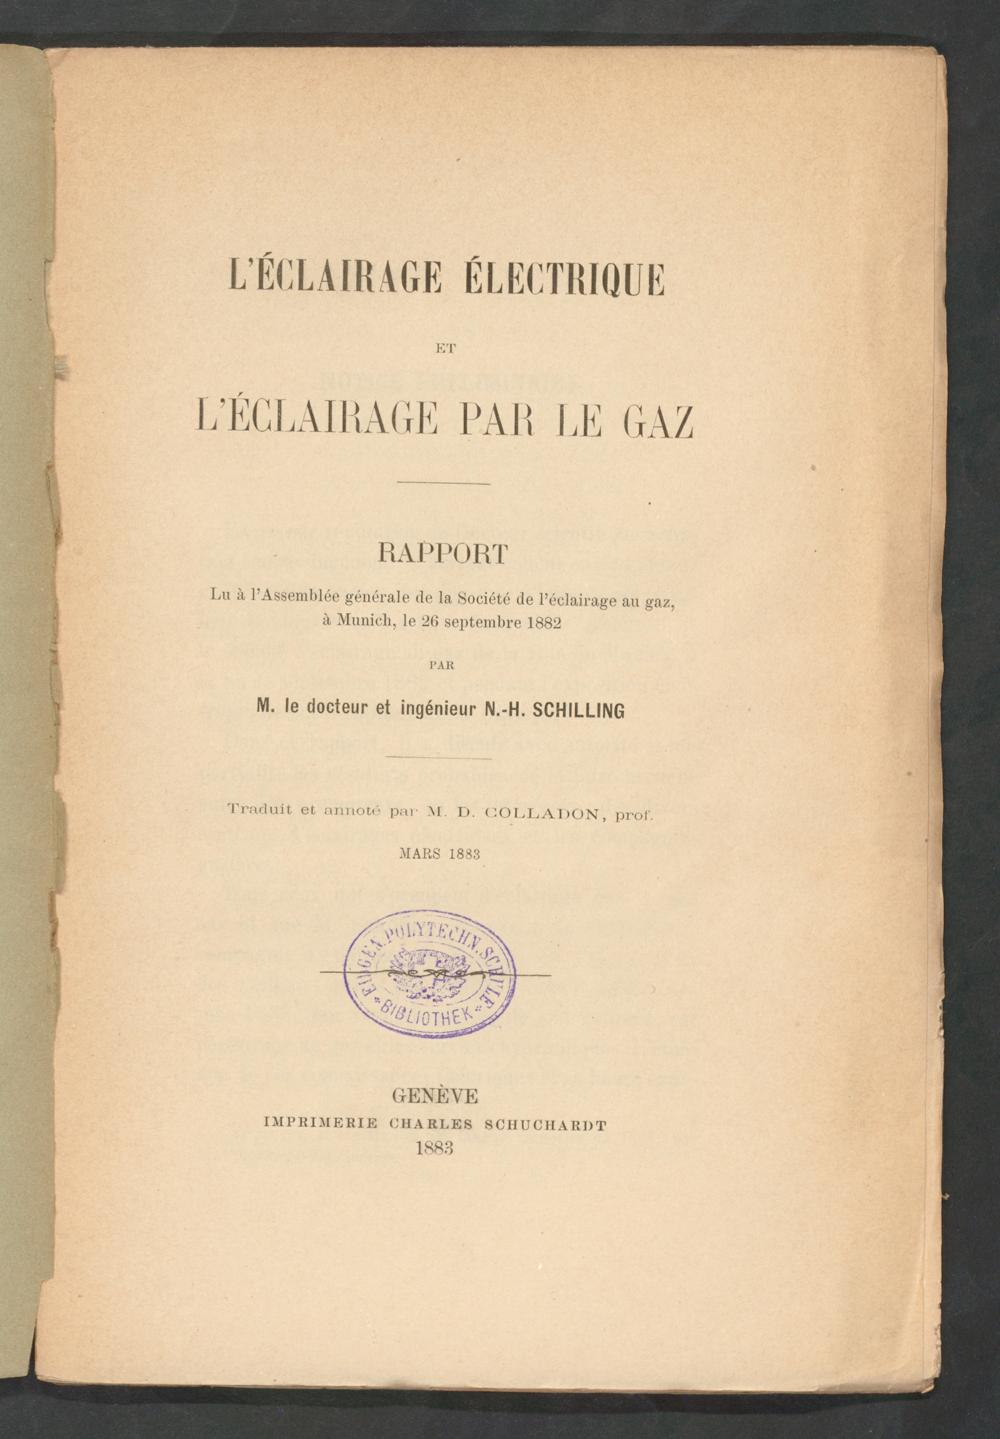 L'ÉCLAIRAGE ÉLECTRIQUE
ET
L'ÉCLAIRAGE PAR LE GAZ
RAPPORT
Lu à l'Assemblée générale de la Société de l'éclairage au gaz,
à Munich, le 26 septembre 1882
PAR
M. le docteur et ingénieur N.-H. SCHILLING
Traduit et annoté par M. D. COLLADON, prof.
MARS 1883
EIDGEN. POLYTECHN. SCHULE
* BIBLIOTHEK *
GENÈVE
IMPRIMERIE CHARLES SCHUCHARDT
1883